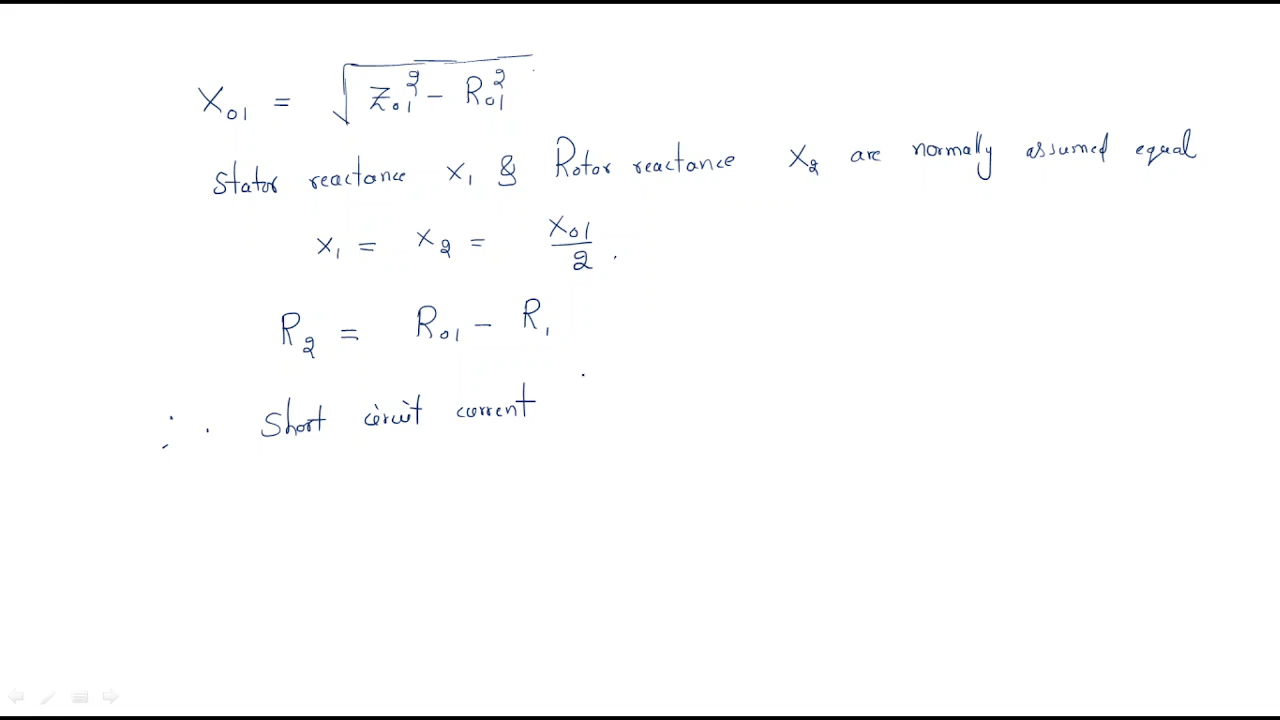 X₀₁ = √(Z₀₁² − R₀₁²)
Stator reactance X₁ & Rotor reactance X₂ are normally assumed equal
X₁ = X₂ = X₀₁/2 .
R₂ = R₀₁ − R₁
∴ Short circuit current